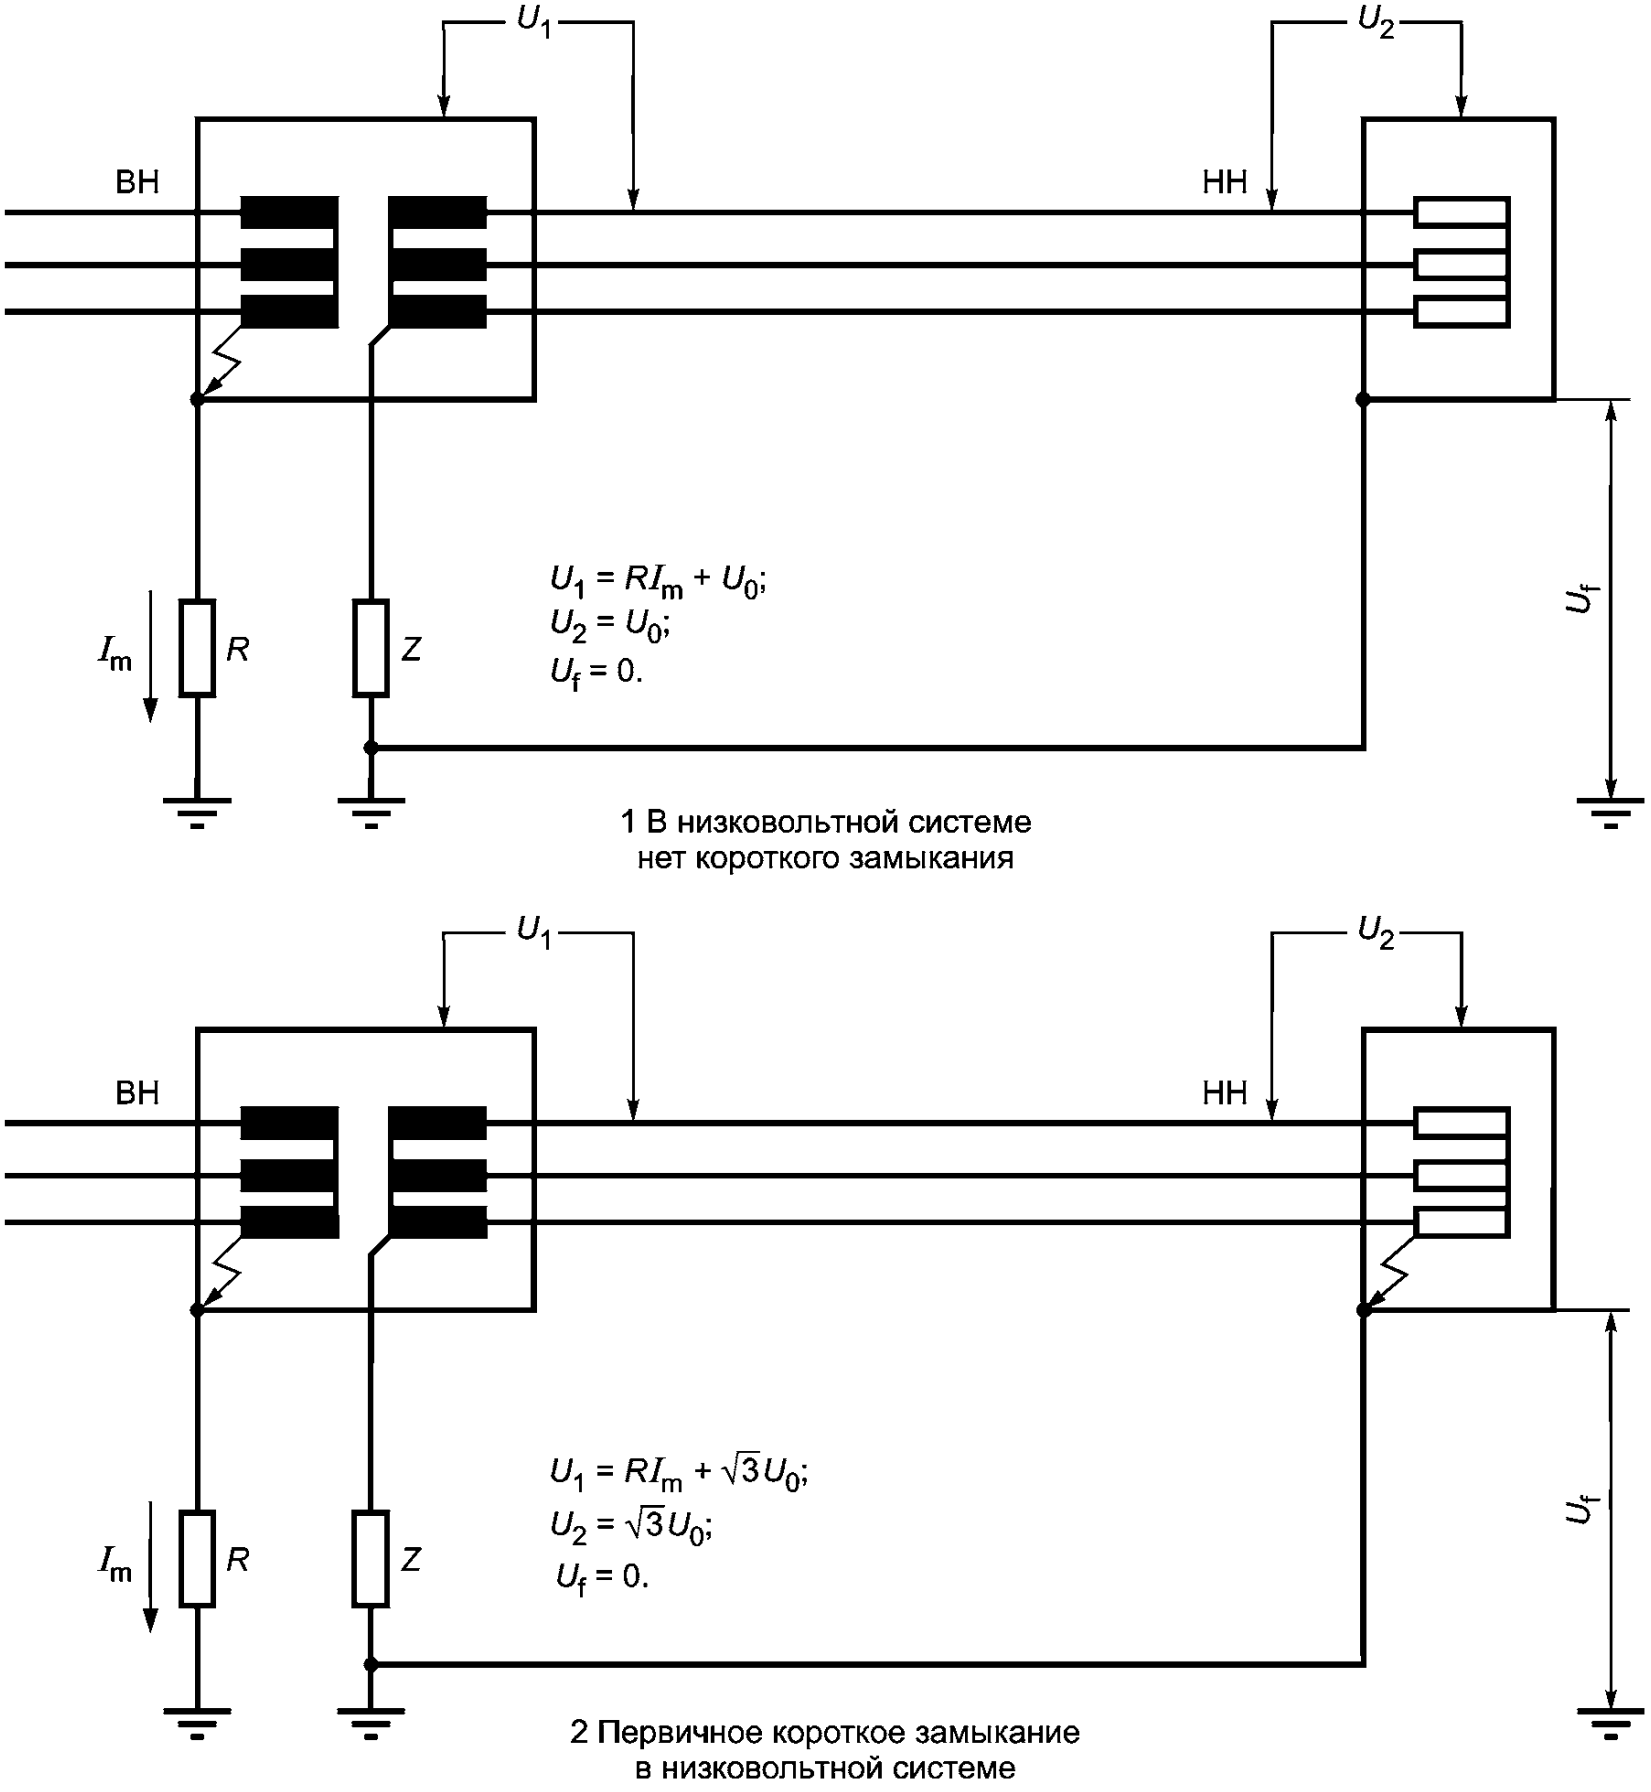 U1
U2
ВН
НН
U1 = RIm + U0;
U2 = U0;
Uf = 0.
Im
R
Z
Uf
1 В низковольтной системе
нет короткого замыкания
U1
U2
ВН
НН
U1 = RIm + √3U0;
U2 = √3U0;
Uf = 0.
Im
R
Z
Uf
2 Первичное короткое замыкание
в низковольтной системе